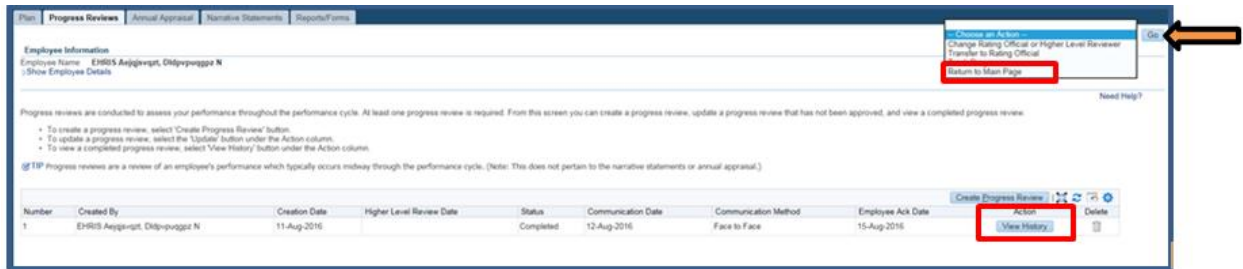 Plan Progress Reviews Annual Appraisal Narrative Statements Reports/Forms
-- Choose an Action --
Go
Change Rating Official or Higher Level Reviewer
Transfer to Rating Official
Return to Main Page
Employee Information
Employee Name
Show Employee Details
Need Help?
Progress reviews are conducted to assess your performance throughout the performance cycle. At least one progress review is required. From this screen you can create a progress review, update a progress review that has not been approved, and view a completed progress review.
• To create a progress review, select 'Create Progress Review' button.
• To update a progress review, select the 'Update' button under the Action column.
• To view a completed progress review, select 'View History' button under the Action column.
TIP Progress reviews are a review of an employee's performance which typically occurs midway through the performance cycle. (Note: This does not pertain to the narrative statements or annual appraisal.)
Create Progress Review
Number Created By Creation Date Higher Level Review Date Status Communication Date Communication Method Employee Ack Date Action Delete
1 EHRIS 11-Aug-2016 Completed 12-Aug-2016 Face to Face 15-Aug-2016 View History